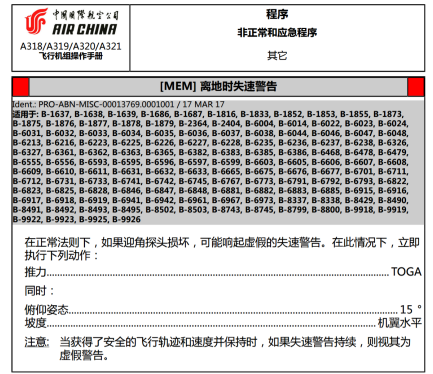 中国国际航空公司
AIR CHINA
A318/A319/A320/A321
飞行机组操作手册
程序
非正常和应急程序
其它
[MEM] 离地时失速警告
Ident.: PRO-ABN-MISC-00013769.0001001 / 17 MAR 17
适用于: B-1637, B-1638, B-1639, B-1686, B-1687, B-1816, B-1833, B-1852, B-1853, B-1855, B-1873,
B-1875, B-1876, B-1877, B-1878, B-1879, B-2364, B-2404, B-6004, B-6014, B-6022, B-6023, B-6024,
B-6031, B-6032, B-6033, B-6034, B-6035, B-6036, B-6037, B-6038, B-6044, B-6046, B-6047, B-6048,
B-6213, B-6216, B-6223, B-6225, B-6226, B-6227, B-6228, B-6235, B-6236, B-6237, B-6238, B-6326,
B-6327, B-6361, B-6362, B-6363, B-6365, B-6382, B-6383, B-6385, B-6386, B-6468, B-6478, B-6479,
B-6555, B-6556, B-6593, B-6595, B-6596, B-6597, B-6599, B-6603, B-6605, B-6606, B-6607, B-6608,
B-6609, B-6610, B-6611, B-6631, B-6632, B-6633, B-6665, B-6675, B-6676, B-6677, B-6701, B-6711,
B-6712, B-6731, B-6733, B-6741, B-6742, B-6745, B-6767, B-6773, B-6791, B-6792, B-6793, B-6822,
B-6823, B-6825, B-6828, B-6846, B-6847, B-6848, B-6881, B-6882, B-6883, B-6885, B-6915, B-6916,
B-6917, B-6918, B-6919, B-6941, B-6942, B-6961, B-6967, B-6973, B-8337, B-8338, B-8429, B-8490,
B-8491, B-8492, B-8493, B-8495, B-8502, B-8503, B-8743, B-8745, B-8799, B-8800, B-9918, B-9919,
B-9922, B-9923, B-9925, B-9926
在正常法则下，如果迎角探头损坏，可能响起虚假的失速警告。在此情况下，立即
执行下列动作：
推力...TOGA
同时：
俯仰姿态...15 °
坡度...机翼水平
注意: 当获得了安全的飞行轨迹和速度并保持时，如果失速警告持续，则视其为
虚假警告。